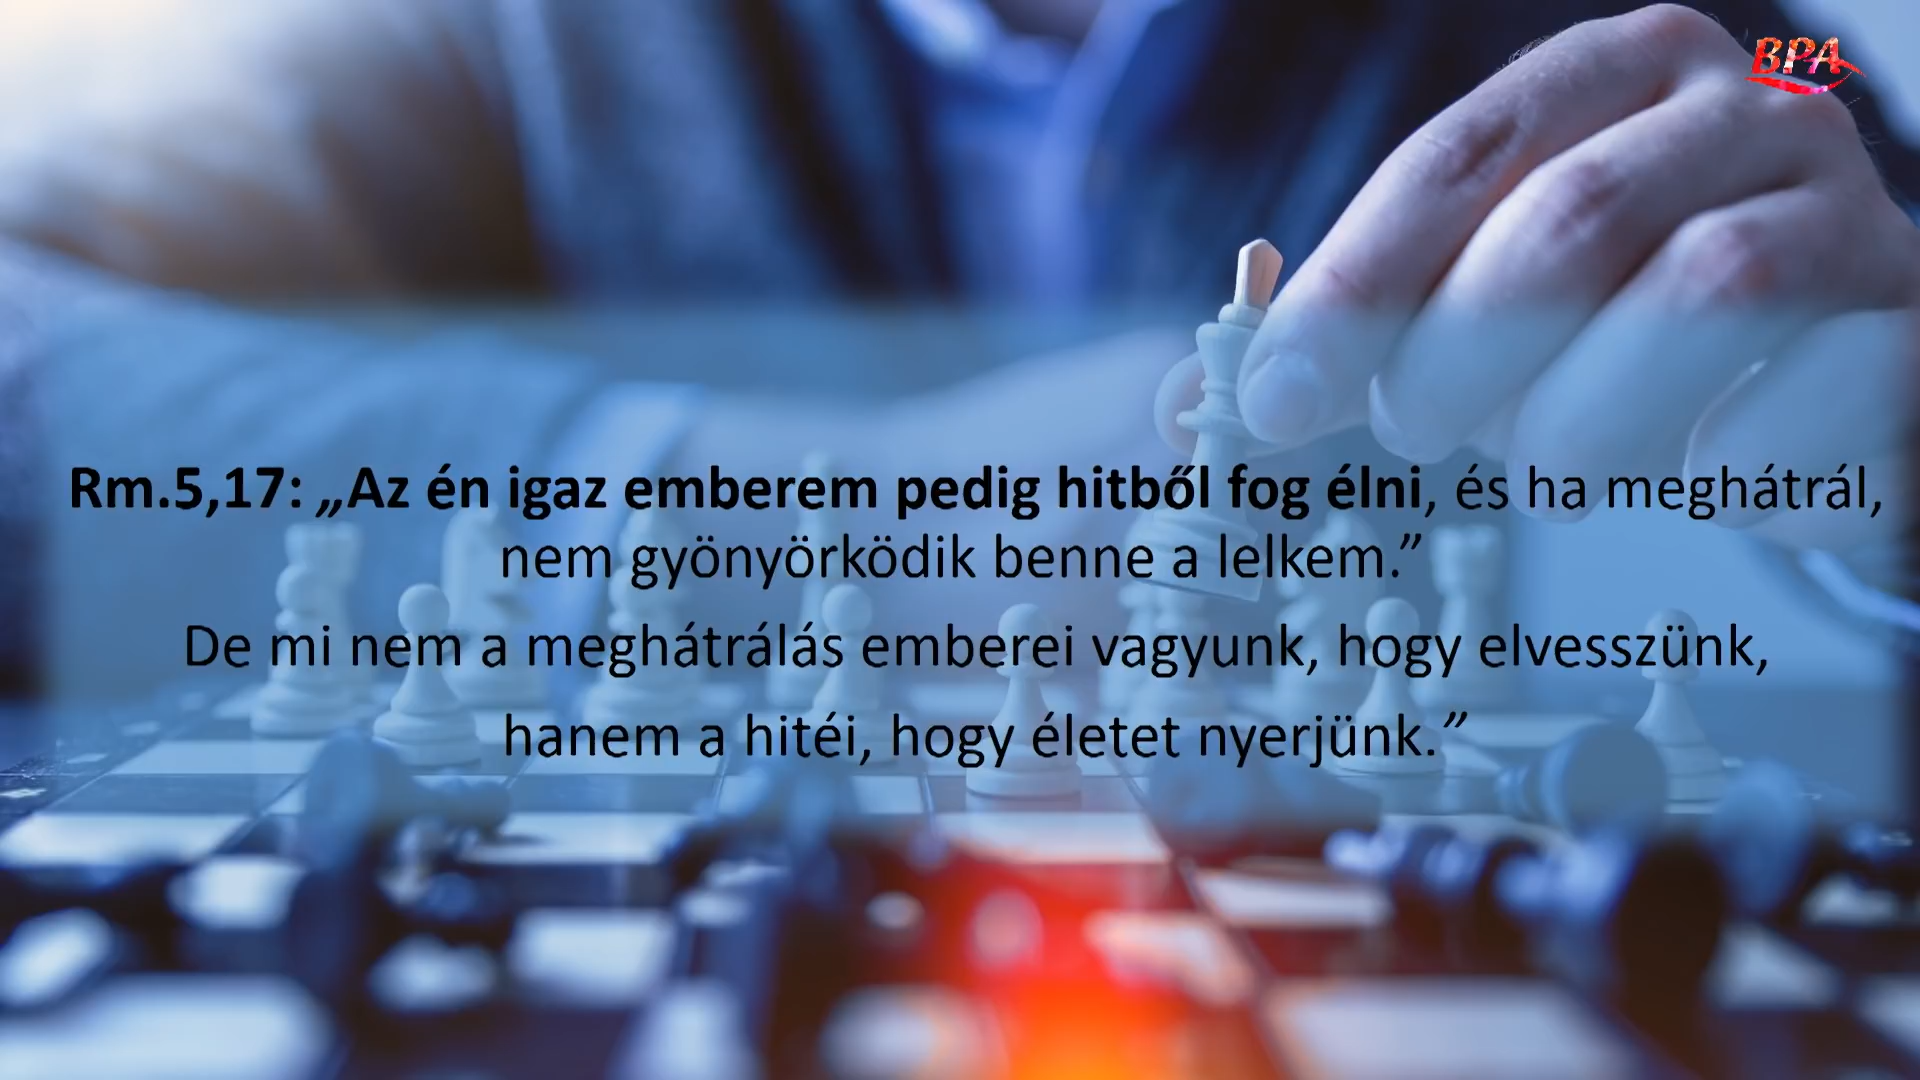 BPA
Rm.5,17: „Az én igaz emberem pedig hitből fog élni, és ha meghátrál,
nem gyönyörködik benne a lelkem.”
De mi nem a meghátrálás emberei vagyunk, hogy elvesszünk,
hanem a hitéi, hogy életet nyerjünk.”